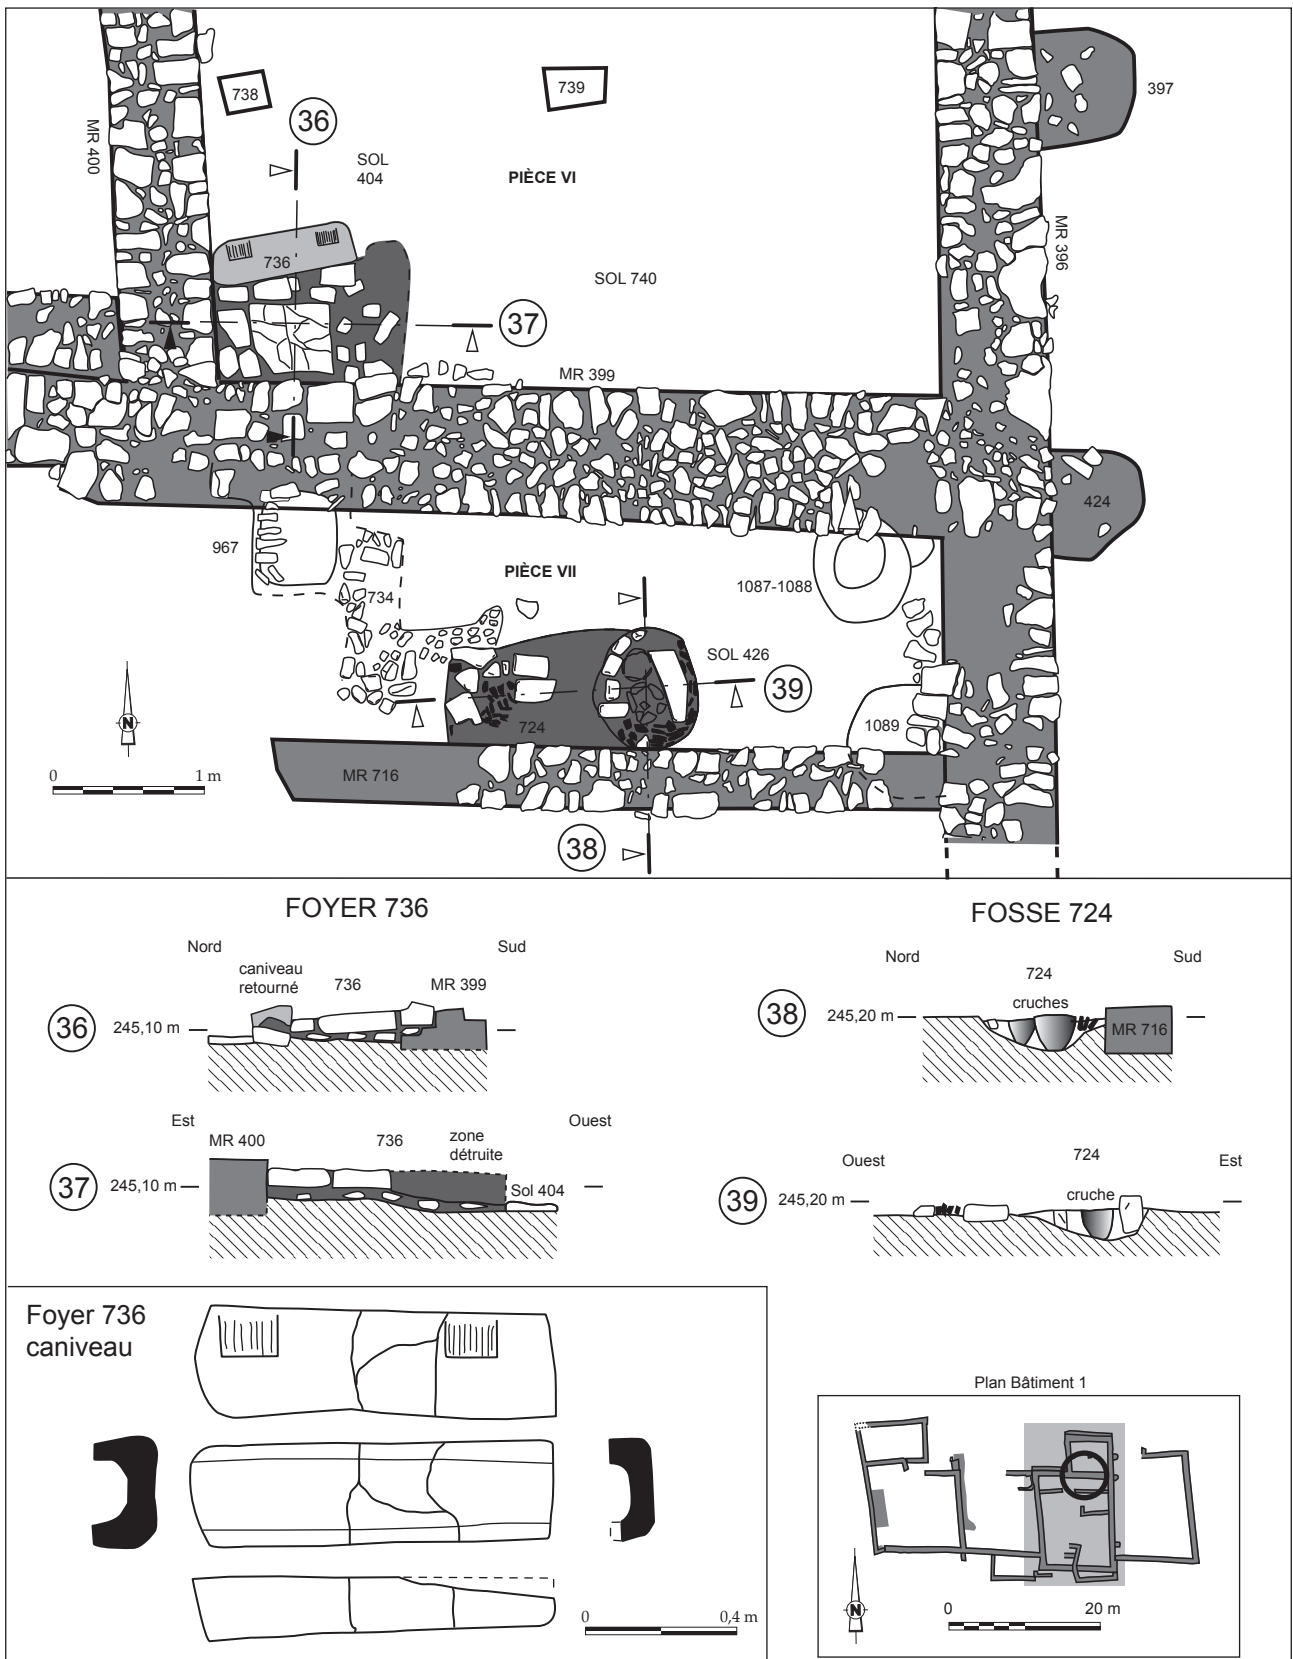 738
739
397
36
MR 400
SOL
404
PIÈCE VI
MR 396
736
SOL 740
37
MR 399
424
967
PIÈCE VII
1087-1088
734
SOL 426
39
724
1089
N
0 1 m
MR 716
38
FOYER 736
Nord Sud
caniveau
retourné
736
MR 399
36
245,10 m
Est Ouest
MR 400
736
zone
détruite
37
245,10 m
Sol 404
FOSSE 724
Nord Sud
724
cruches
38
245,20 m
MR 716
Ouest Est
724
cruche
39
245,20 m
Foyer 736
caniveau
0 0,4 m
Plan Bâtiment 1
N
0 20 m